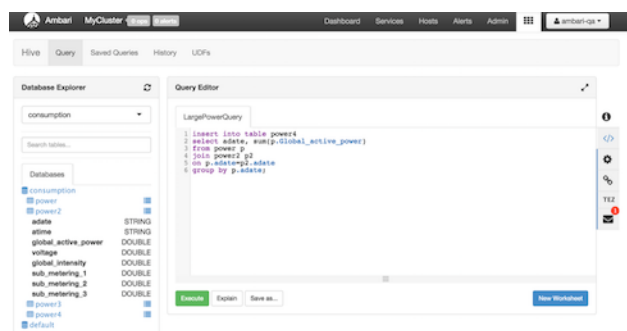 Ambari MyCluster 0 ops 0 alerts Dashboard Services Hosts Alerts Admin ambari-qa
Hive Query Saved Queries History UDFs
Database Explorer
consumption
Search tables...
Databases
consumption
power
power2
adate STRING
atime STRING
global_active_power DOUBLE
voltage DOUBLE
global_intensity DOUBLE
sub_metering_1 DOUBLE
sub_metering_2 DOUBLE
sub_metering_3 DOUBLE
power3
power4
default
Query Editor
LargePowerQuery
1 insert into table power4
2 select adate, sum(p.Global_active_power)
3 from power p
4 join power2 p2
5 on p.adate=p2.adate
6 group by p.adate;
Execute Explain Save as... New Worksheet
TEZ